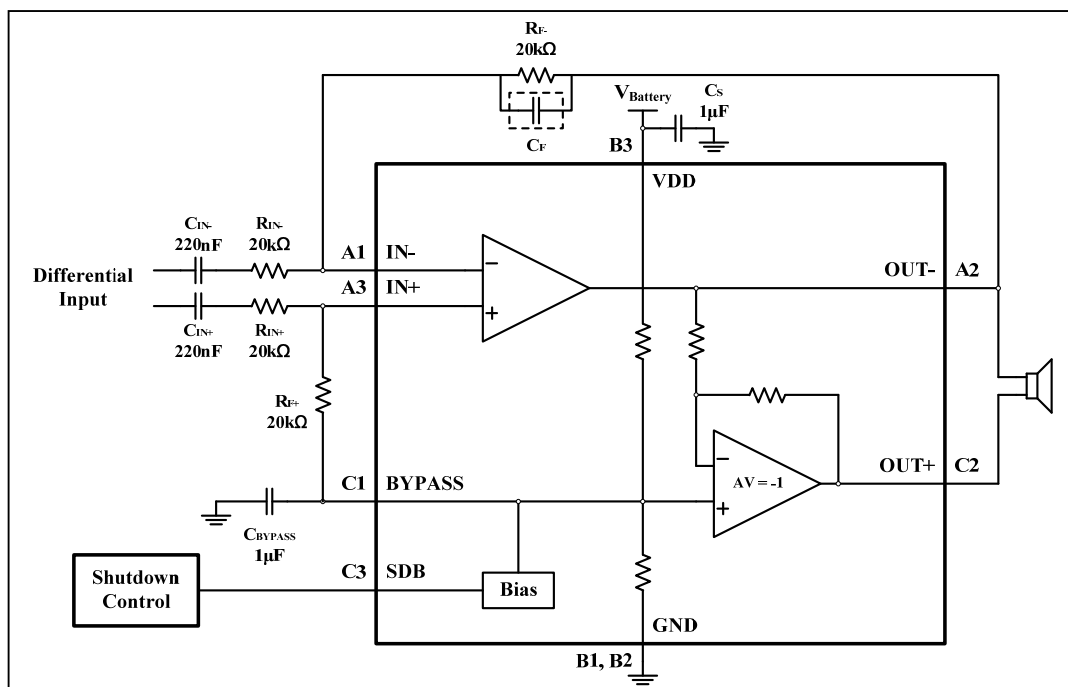 RF-
20kΩ
VBattery
CS
1µF
CF
B3
VDD
CIN-
220nF
RIN-
20kΩ
A1
IN-
OUT-
A2
Differential
Input
A3
IN+
CIN+
220nF
RIN+
20kΩ
RF+
20kΩ
C1
BYPASS
AV = -1
OUT+
C2
CBYPASS
1µF
C3
SDB
Shutdown
Control
Bias
GND
B1, B2